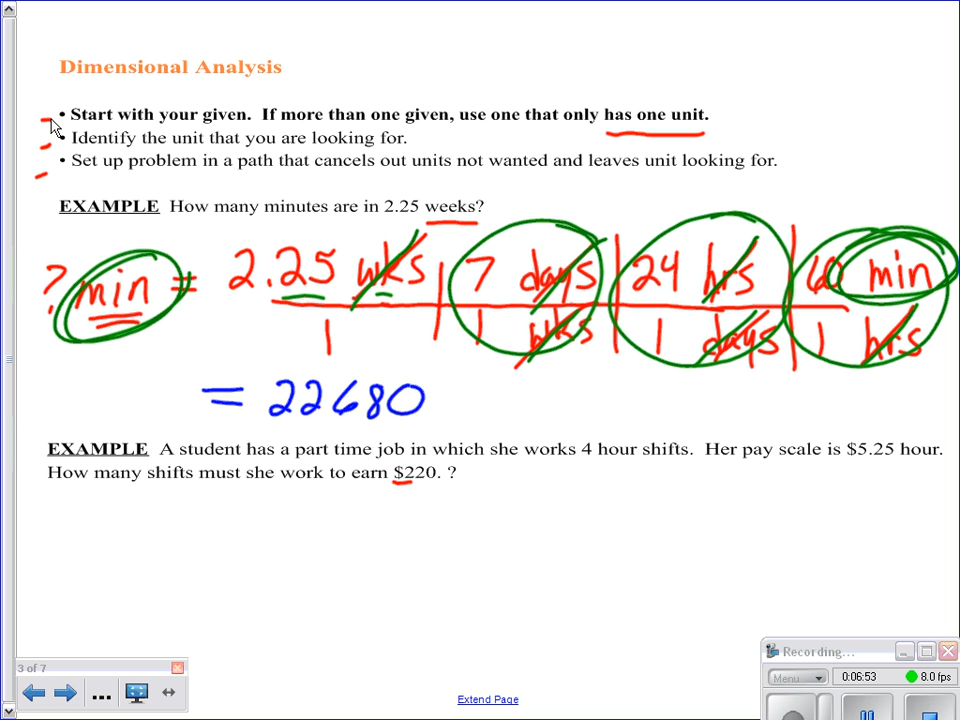 Dimensional Analysis
• Start with your given. If more than one given, use one that only has one unit.
• Identify the unit that you are looking for.
• Set up problem in a path that cancels out units not wanted and leaves unit looking for.
EXAMPLE How many minutes are in 2.25 weeks?
? min = 2.25 wks 7 days 24 hrs 60 min
1 1 wks 1 days 1 hrs
= 22680
EXAMPLE A student has a part time job in which she works 4 hour shifts. Her pay scale is $5.25 hour.
How many shifts must she work to earn $220. ?
Recording...
3 of 7
Menu 0:06:53 8.0 fps
Extend Page